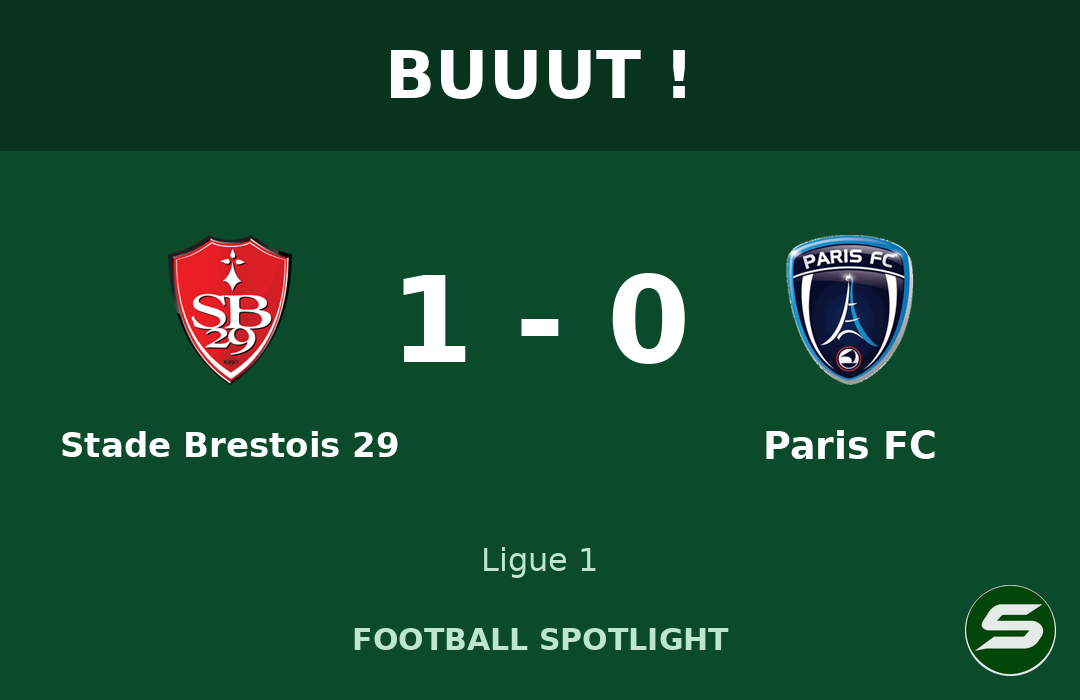 BUUUT !
SB
29
PARIS FC
1 - 0
Stade Brestois 29
Paris FC
Ligue 1
FOOTBALL SPOTLIGHT
S